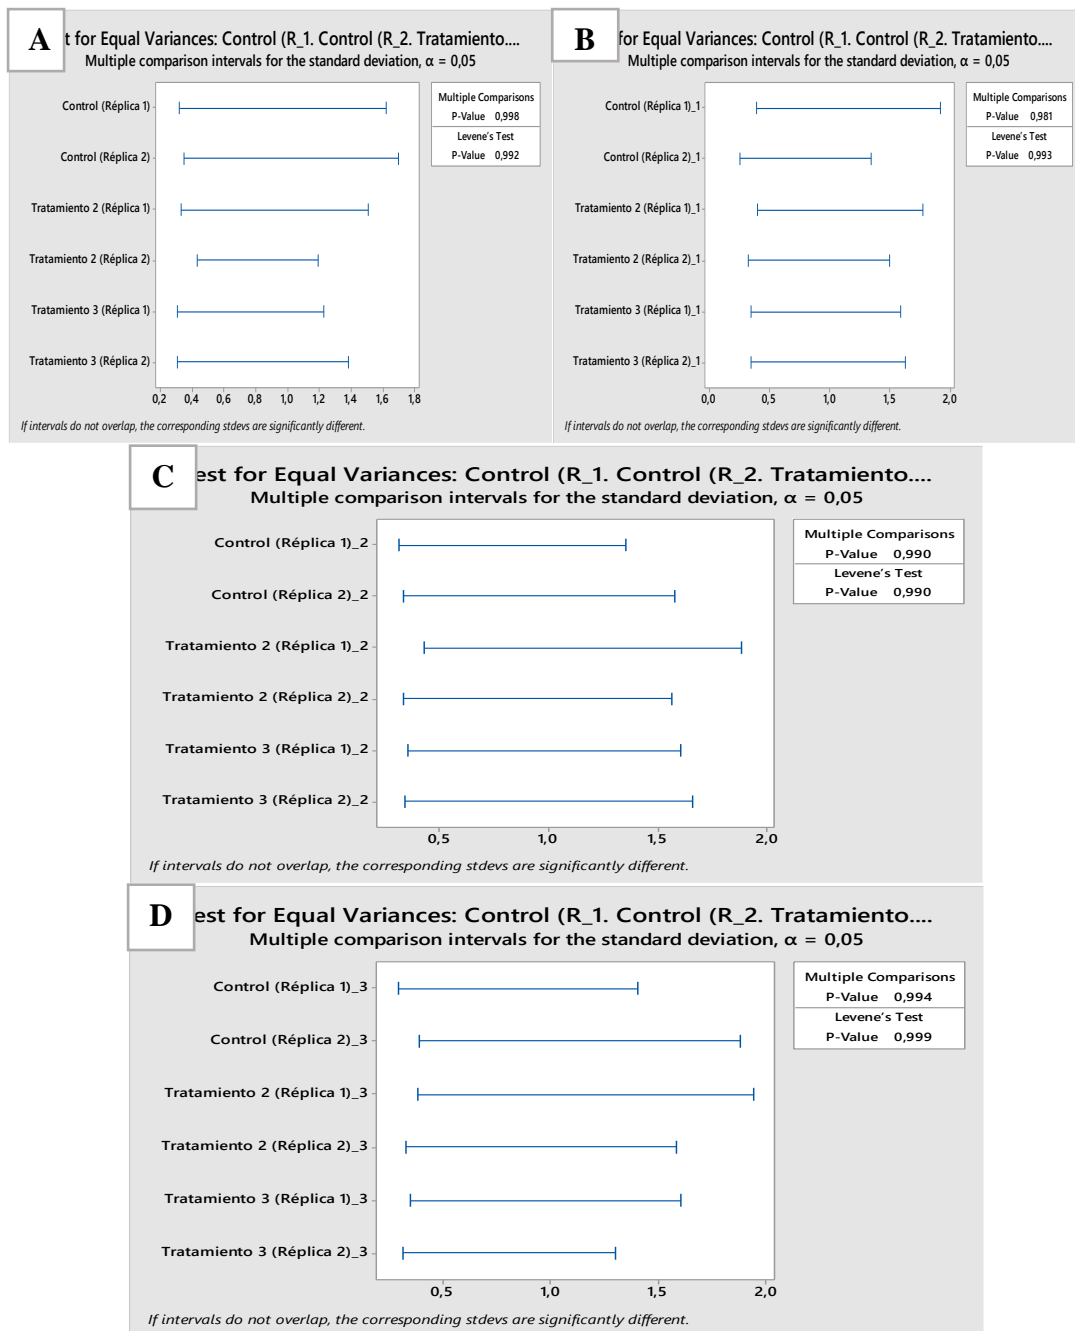 A
t for Equal Variances: Control (R_1. Control (R_2. Tratamiento....
Multiple comparison intervals for the standard deviation, α = 0,05
Control (Réplica 1)
Control (Réplica 2)
Tratamiento 2 (Réplica 1)
Tratamiento 2 (Réplica 2)
Tratamiento 3 (Réplica 1)
Tratamiento 3 (Réplica 2)
0,2 0,4 0,6 0,8 1,0 1,2 1,4 1,6 1,8
Multiple Comparisons
P-Value 0,998
Levene's Test
P-Value 0,992
If intervals do not overlap, the corresponding stdevs are significantly different.
B
for Equal Variances: Control (R_1. Control (R_2. Tratamiento....
Multiple comparison intervals for the standard deviation, α = 0,05
Control (Réplica 1)_1
Control (Réplica 2)_1
Tratamiento 2 (Réplica 1)_1
Tratamiento 2 (Réplica 2)_1
Tratamiento 3 (Réplica 1)_1
Tratamiento 3 (Réplica 2)_1
0,0 0,5 1,0 1,5 2,0
Multiple Comparisons
P-Value 0,981
Levene's Test
P-Value 0,993
If intervals do not overlap, the corresponding stdevs are significantly different.
C
est for Equal Variances: Control (R_1. Control (R_2. Tratamiento....
Multiple comparison intervals for the standard deviation, α = 0,05
Control (Réplica 1)_2
Control (Réplica 2)_2
Tratamiento 2 (Réplica 1)_2
Tratamiento 2 (Réplica 2)_2
Tratamiento 3 (Réplica 1)_2
Tratamiento 3 (Réplica 2)_2
0,5 1,0 1,5 2,0
Multiple Comparisons
P-Value 0,990
Levene's Test
P-Value 0,990
If intervals do not overlap, the corresponding stdevs are significantly different.
D
est for Equal Variances: Control (R_1. Control (R_2. Tratamiento....
Multiple comparison intervals for the standard deviation, α = 0,05
Control (Réplica 1)_3
Control (Réplica 2)_3
Tratamiento 2 (Réplica 1)_3
Tratamiento 2 (Réplica 2)_3
Tratamiento 3 (Réplica 1)_3
Tratamiento 3 (Réplica 2)_3
0,5 1,0 1,5 2,0
Multiple Comparisons
P-Value 0,994
Levene's Test
P-Value 0,999
If intervals do not overlap, the corresponding stdevs are significantly different.